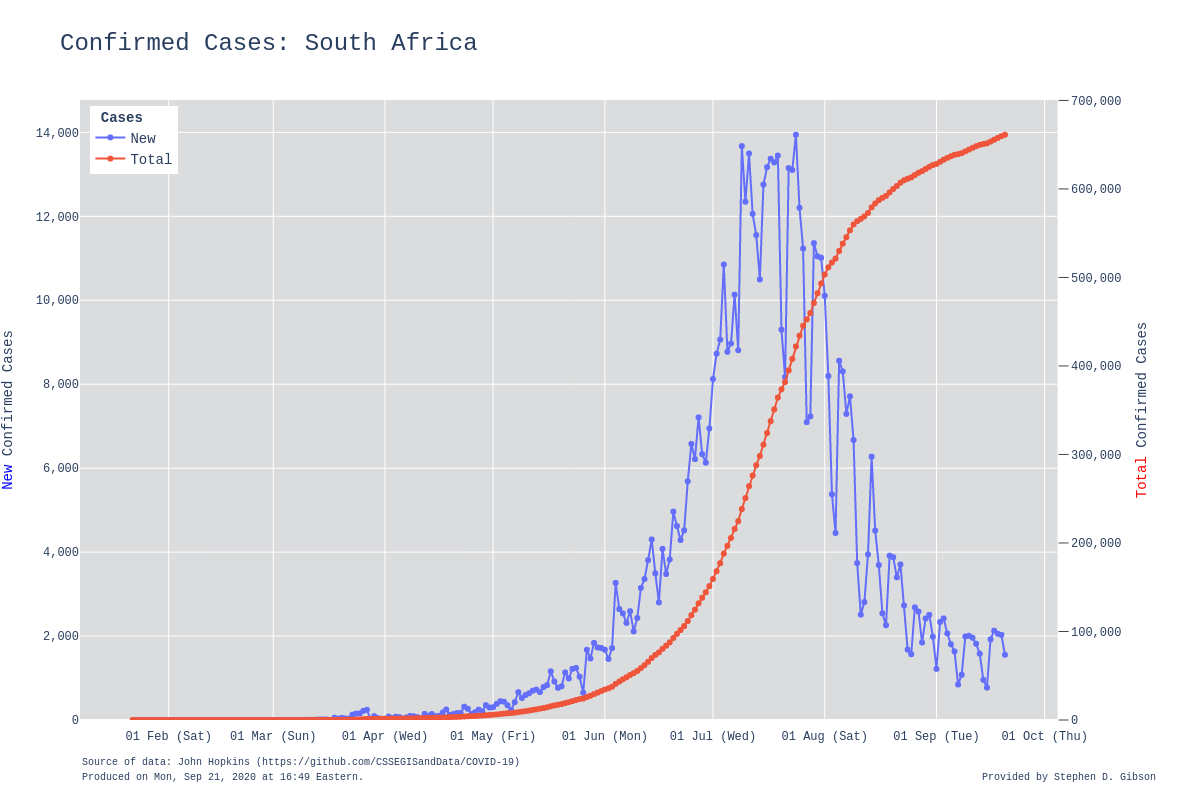 Confirmed Cases: South Africa
Cases
New
Total
14,000
12,000
10,000
8,000
6,000
4,000
2,000
0
New Confirmed Cases
700,000
600,000
500,000
400,000
300,000
200,000
100,000
0
Total Confirmed Cases
01 Feb (Sat) 01 Mar (Sun) 01 Apr (Wed) 01 May (Fri) 01 Jun (Mon) 01 Jul (Wed) 01 Aug (Sat) 01 Sep (Tue) 01 Oct (Thu)
Source of data: John Hopkins (https://github.com/CSSEGISandData/COVID-19)
Produced on Mon, Sep 21, 2020 at 16:49 Eastern.
Provided by Stephen D. Gibson